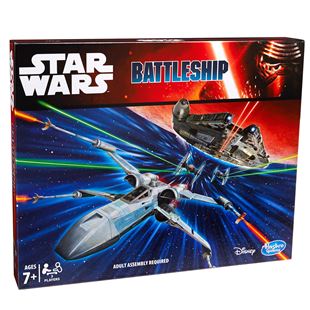 STAR
WARS
BATTLESHIP
ADULT ASSEMBLY REQUIRED
AGES
7+
2
PLAYERS
Disney
Hasbro
Gaming